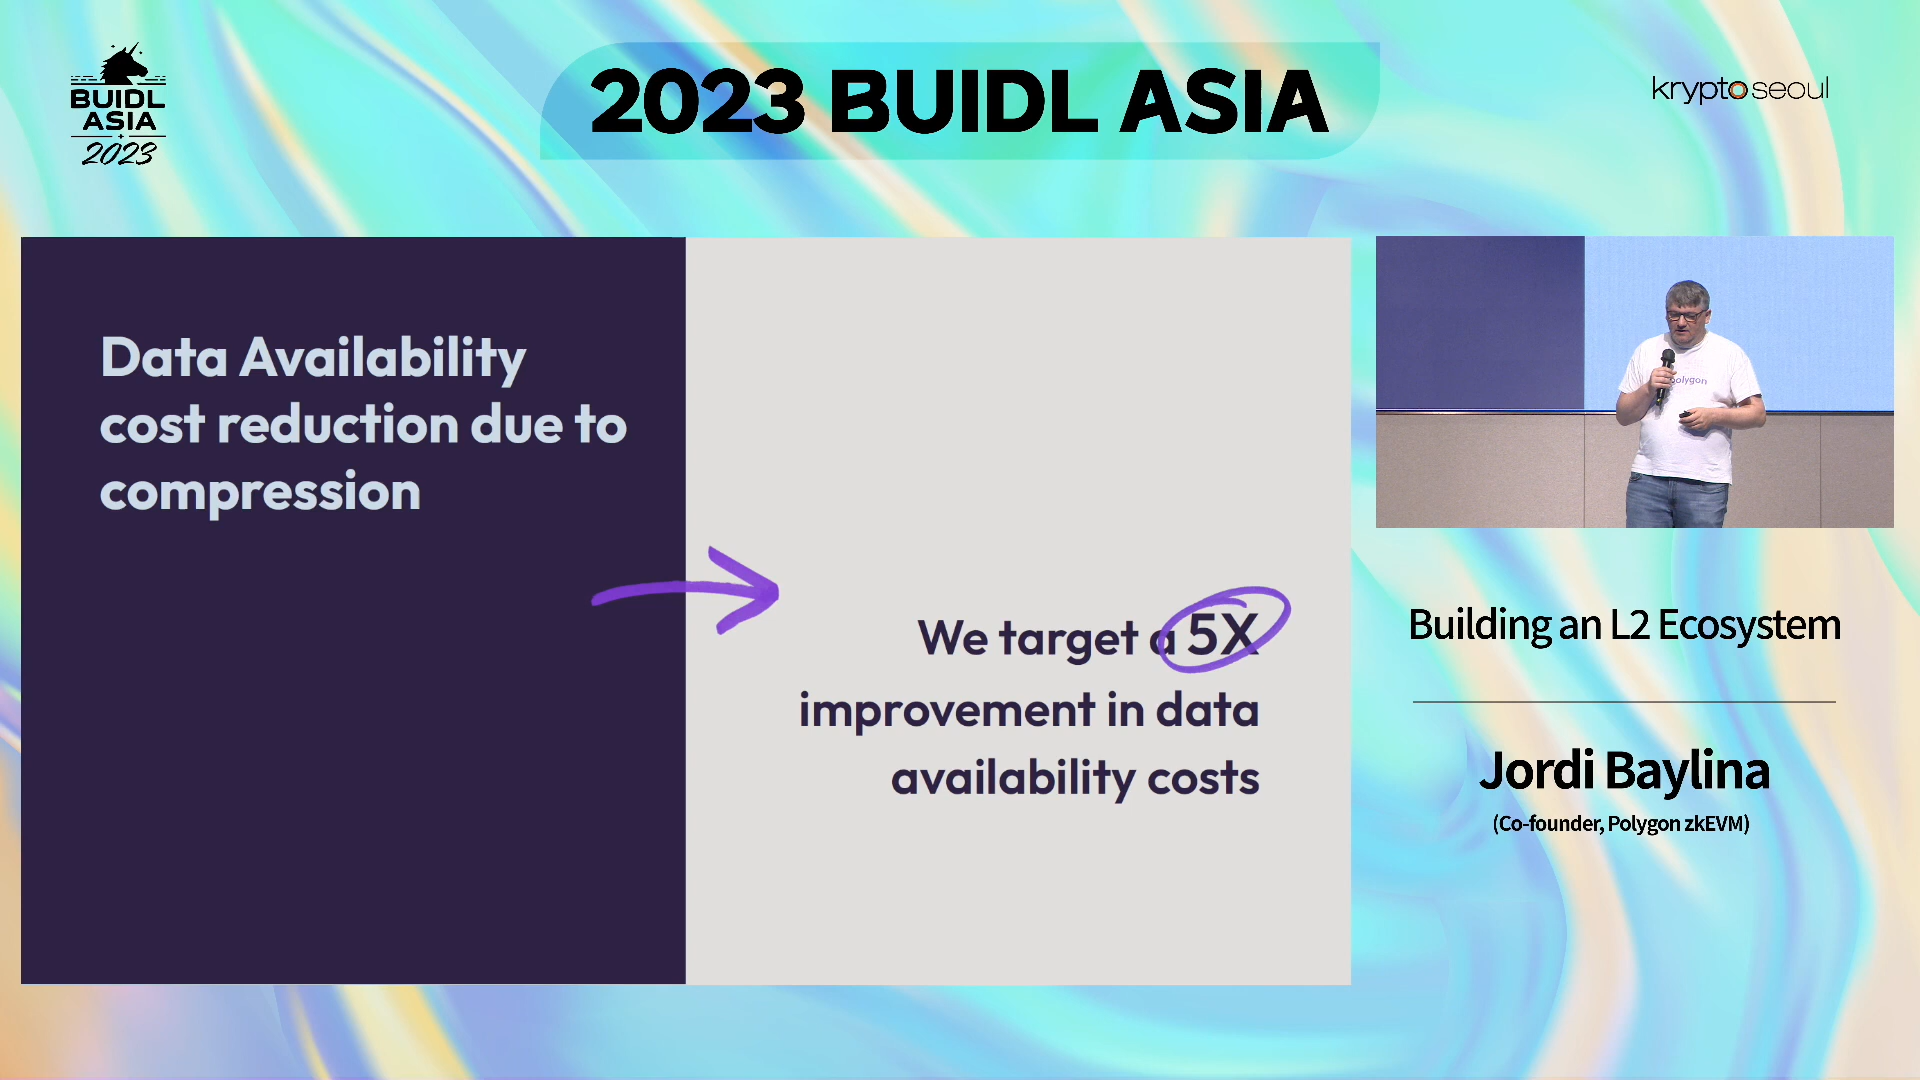 BUIDL
ASIA
2023
2023 BUIDL ASIA
kryptoseoul
Data Availability
cost reduction due to
compression
We target a 5X
improvement in data
availability costs
polygon
Building an L2 Ecosystem
Jordi Baylina
(Co-founder, Polygon zkEVM)